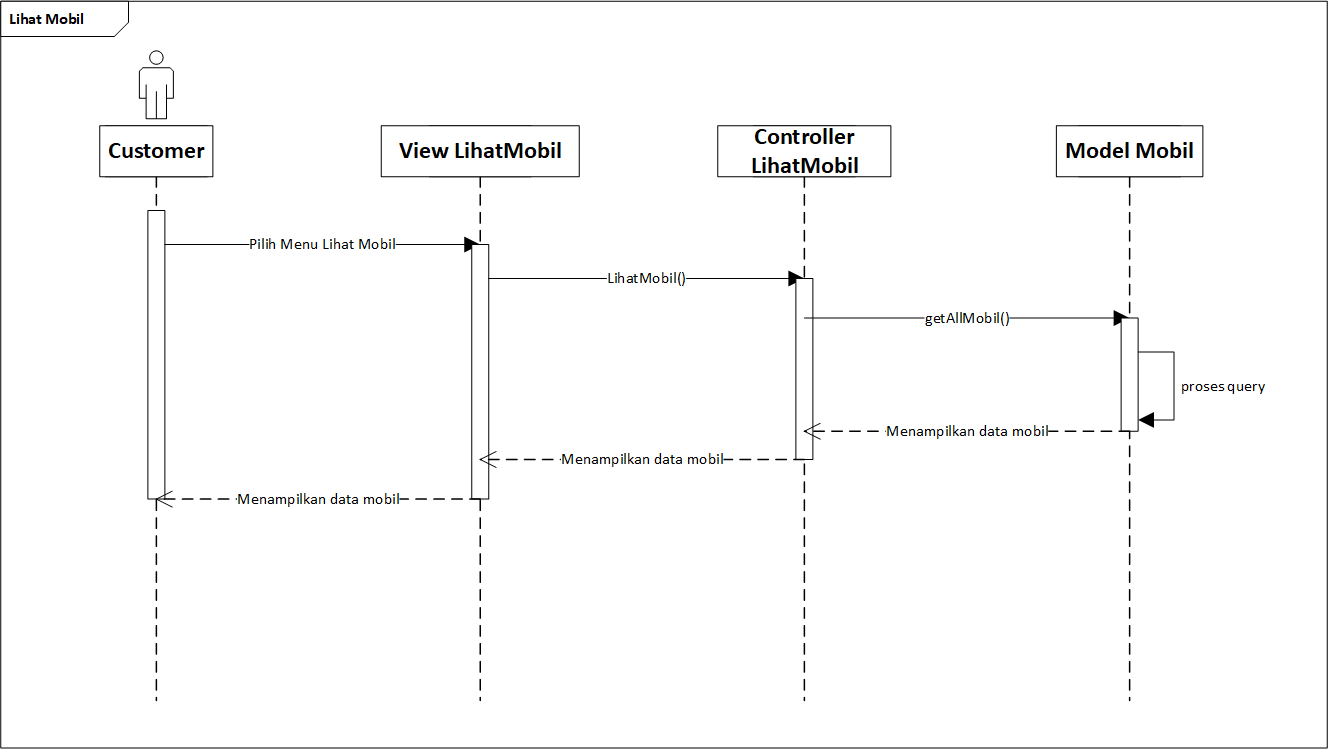 Lihat Mobil
Customer
View LihatMobil
Controller
LihatMobil
Model Mobil
Pilih Menu Lihat Mobil
LihatMobil()
getAllMobil()
proses query
Menampilkan data mobil
Menampilkan data mobil
Menampilkan data mobil